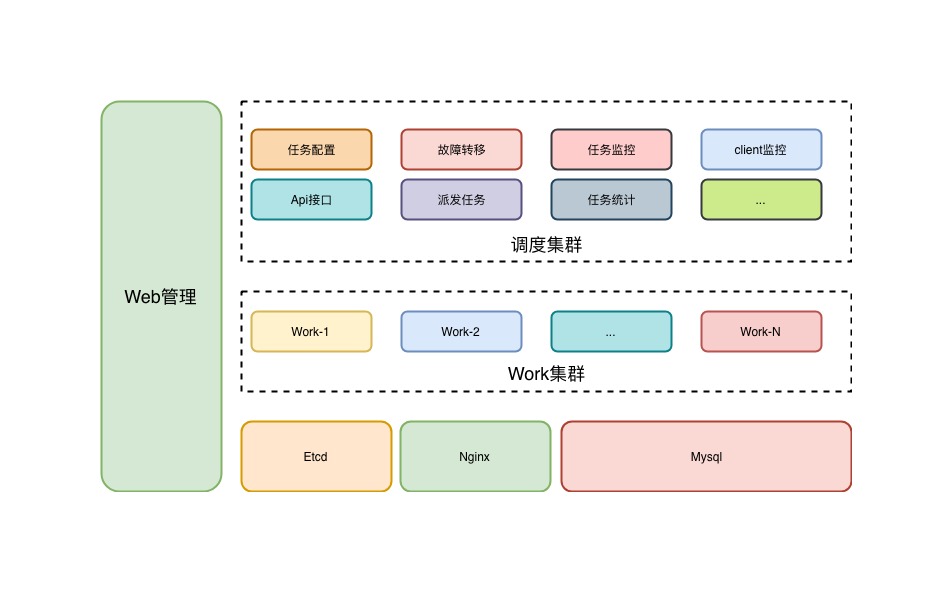 Web管理
任务配置
故障转移
任务监控
client监控
Api接口
派发任务
任务统计
...
调度集群
Work-1
Work-2
...
Work-N
Work集群
Etcd
Nginx
Mysql